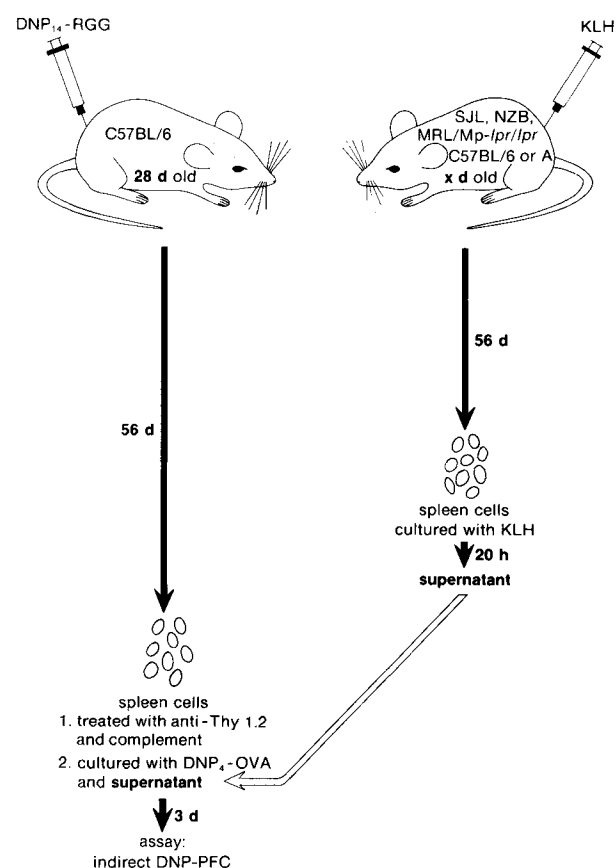 DNP₁₄-RGG
KLH
C57BL/6
28 d old
SJL, NZB,
MRL/Mp-lpr/lpr
C57BL/6 or A
x d old
56 d
56 d
spleen cells
cultured with KLH
20 h
supernatant
spleen cells
1. treated with anti-Thy 1.2
and complement
2. cultured with DNP₄-OVA
and supernatant
3 d
assay:
indirect DNP-PFC